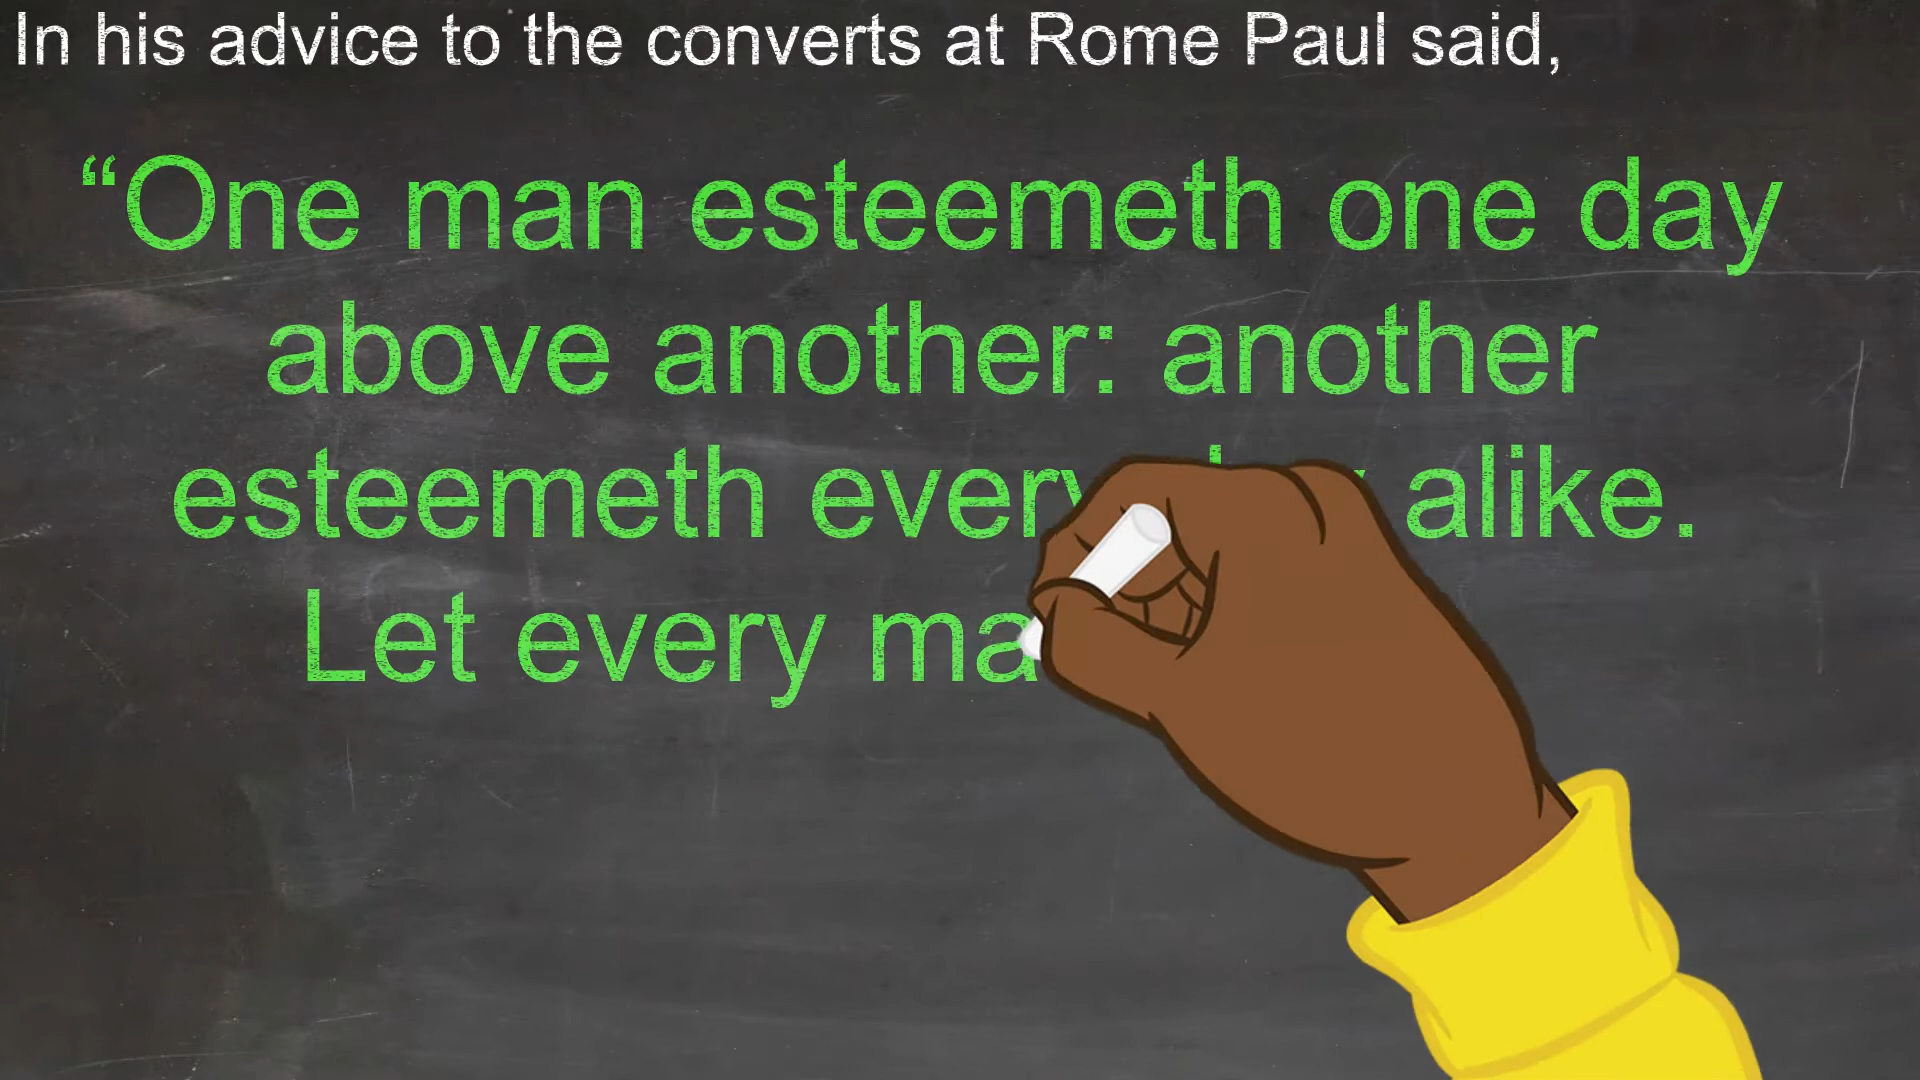 In his advice to the converts at Rome Paul said,
“One man esteemeth one day
above another: another
esteemeth every alike.
Let every